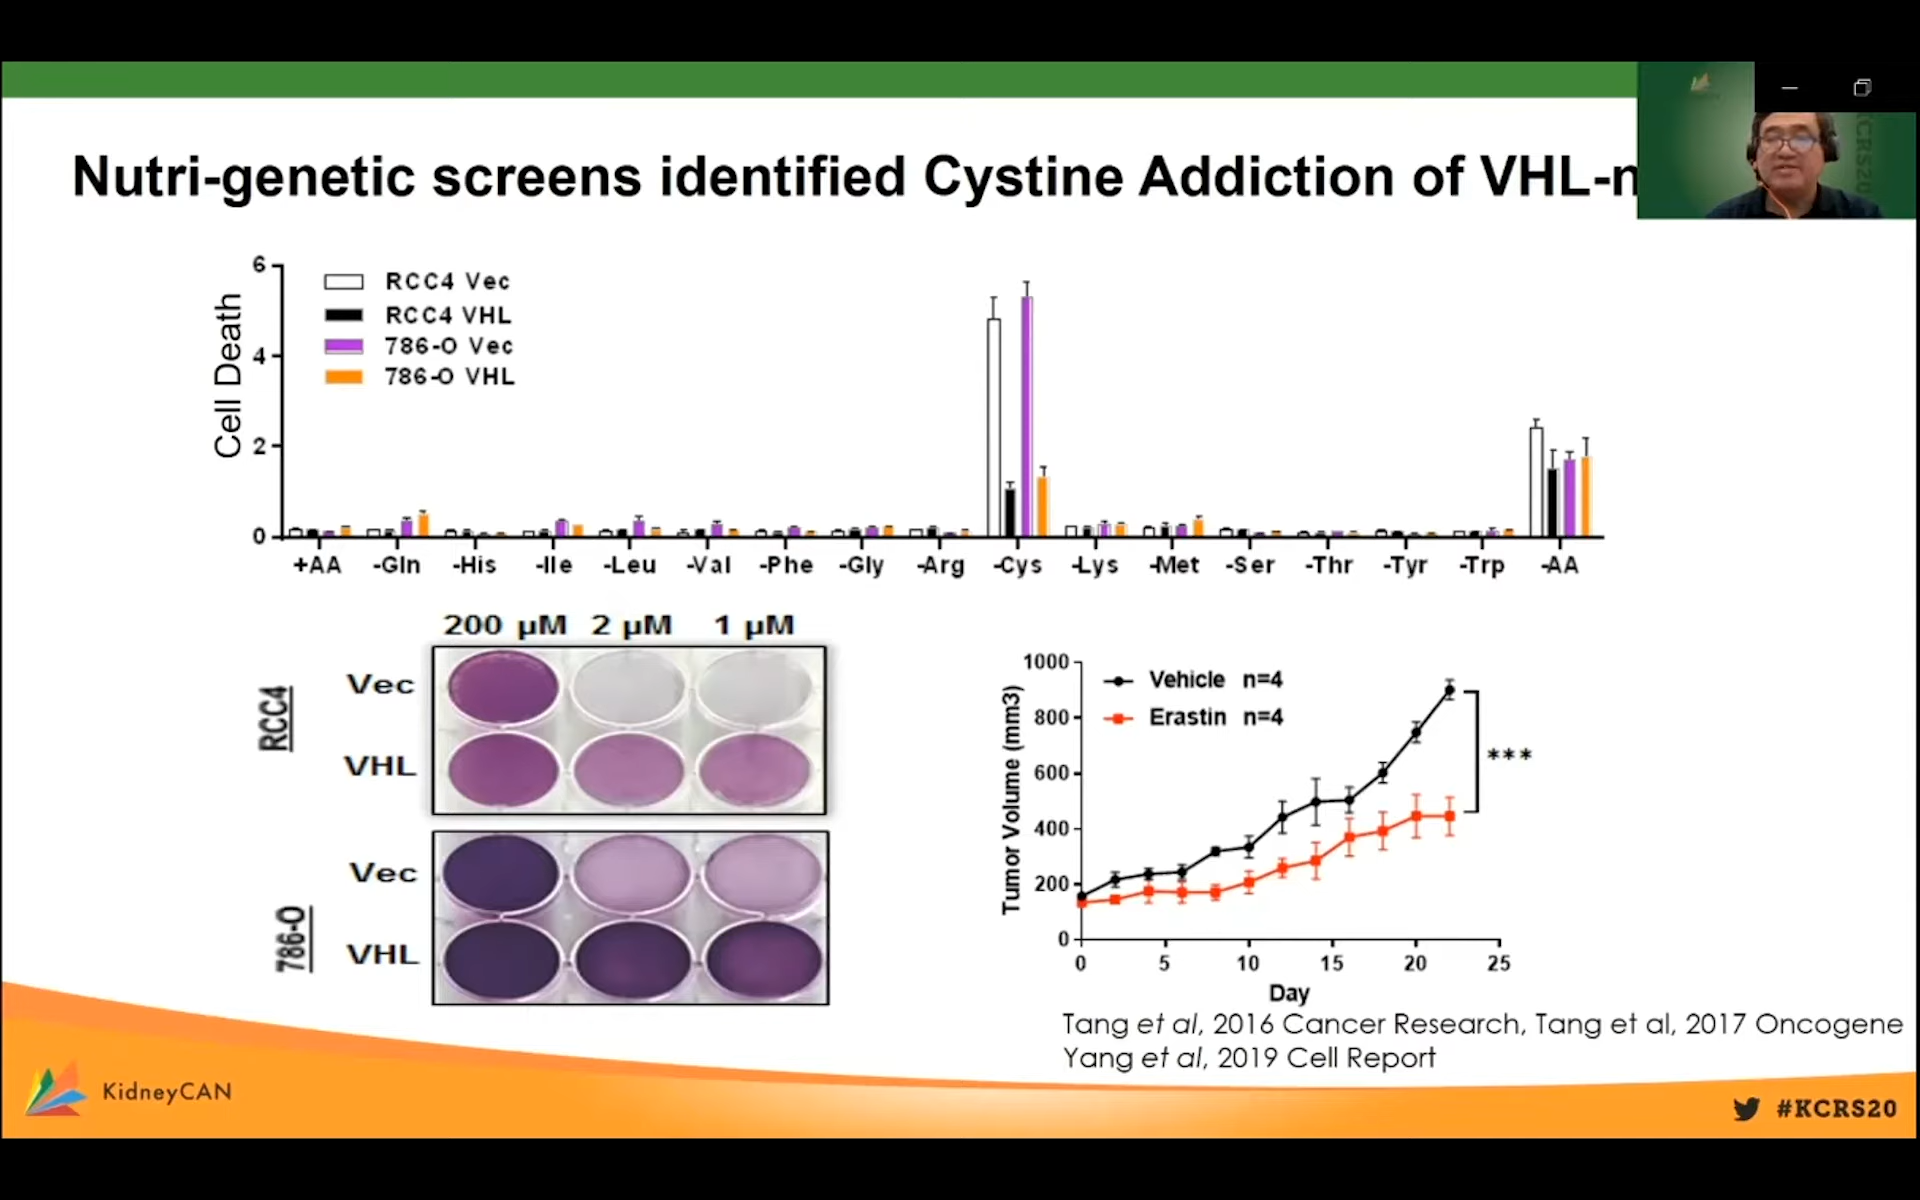 Nutri-genetic screens identified Cystine Addiction of VHL-n
Cell Death
6
4
2
0
RCC4 Vec
RCC4 VHL
786-O Vec
786-O VHL
+AA -Gln -His -Ile -Leu -Val -Phe -Gly -Arg -Cys -Lys -Met -Ser -Thr -Tyr -Trp -AA
200 µM 2 µM 1 µM
RCC4
Vec
VHL
786-O
Vec
VHL
Tumor Volume (mm3)
1000
800
600
400
200
0
Vehicle n=4
Erastin n=4
***
0 5 10 15 20 25
Day
Tang et al, 2016 Cancer Research, Tang et al, 2017 Oncogene
Yang et al, 2019 Cell Report
KidneyCAN
#KCRS20